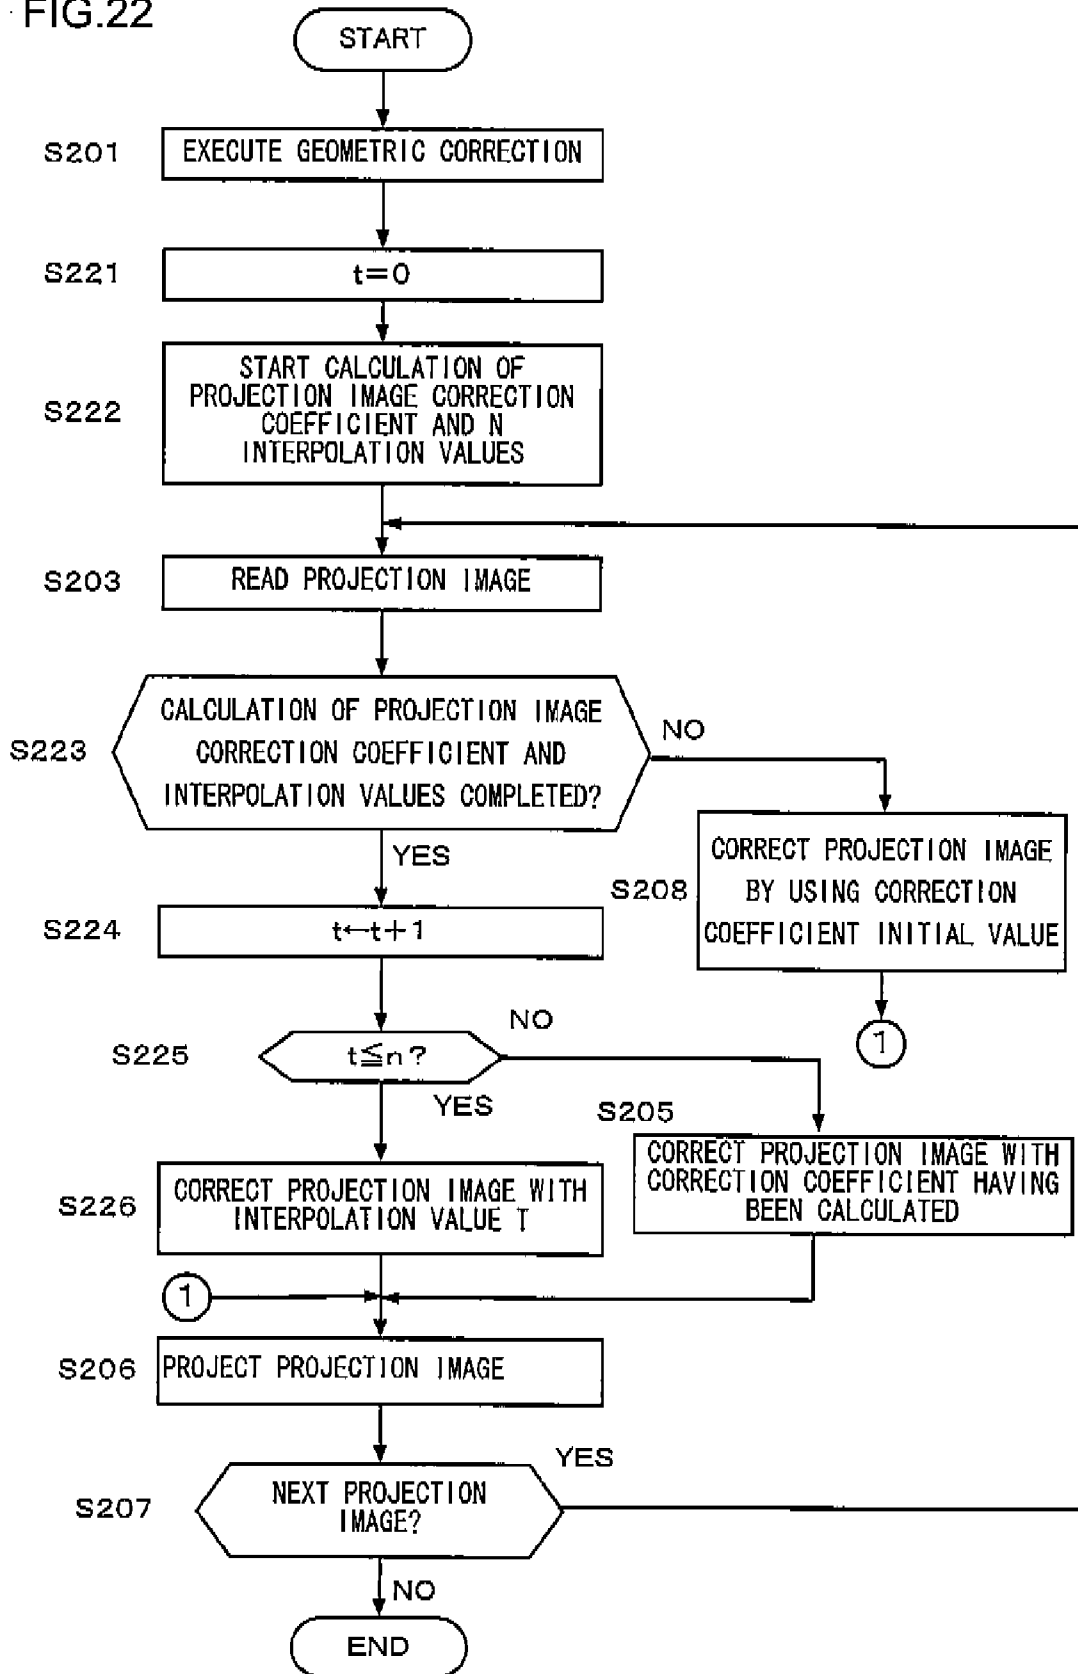 FIG.22
START
S201
EXECUTE GEOMETRIC CORRECTION
S221
t=0
S222
START CALCULATION OF
PROJECTION IMAGE CORRECTION
COEFFICIENT AND N
INTERPOLATION VALUES
S203
READ PROJECTION IMAGE
S223
CALCULATION OF PROJECTION IMAGE
CORRECTION COEFFICIENT AND
INTERPOLATION VALUES COMPLETED?
NO
YES
S208
CORRECT PROJECTION IMAGE
BY USING CORRECTION
COEFFICIENT INITIAL VALUE
1
S224
t←t+1
S225
t≦n?
NO
YES
S205
CORRECT PROJECTION IMAGE WITH
CORRECTION COEFFICIENT HAVING
BEEN CALCULATED
S226
CORRECT PROJECTION IMAGE WITH
INTERPOLATION VALUE T
1
S206
PROJECT PROJECTION IMAGE
S207
NEXT PROJECTION
IMAGE?
YES
NO
END